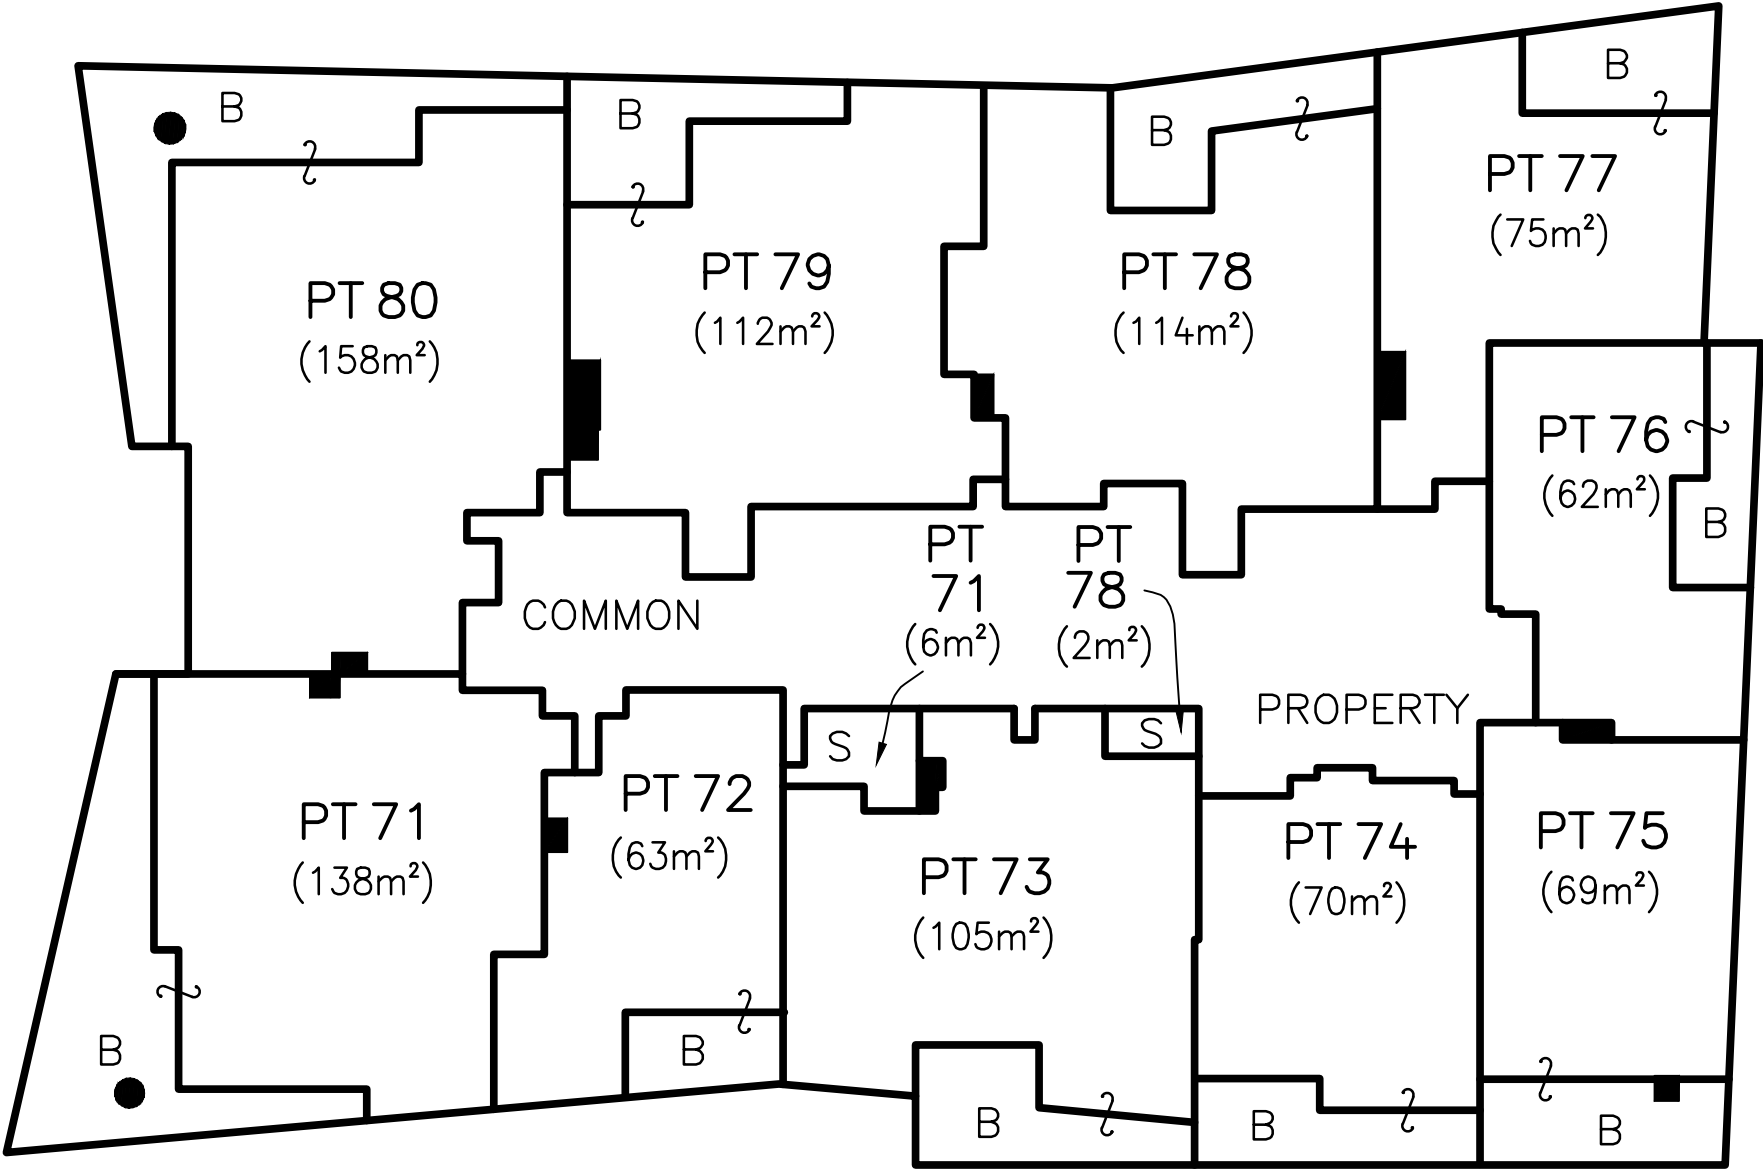 B
B
B
B
PT 77
(75m²)
PT 80
(158m²)
PT 79
(112m²)
PT 78
(114m²)
PT 76
(62m²)
B
PT
71
(6m²)
PT
78
(2m²)
COMMON
PROPERTY
S
S
PT 71
(138m²)
PT 72
(63m²)
PT 73
(105m²)
PT 74
(70m²)
PT 75
(69m²)
B
B
B
B
B